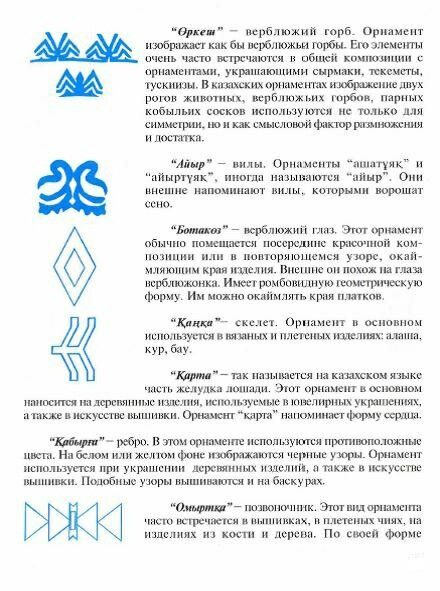 “Өркеш” – верблюжий горб. Орнамент
изображает как бы верблюжьи горбы. Его элементы
очень часто встречаются в общей композиции с
орнаментами, украшающими сырмаки, текеметы,
тускиизы. В казахских орнаментах изображение двух
рогов животных, верблюжьих горбов, парных
кобыльих сосков используются не только для
симметрии, но и как смысловой фактор размножения
и достатка.
“Айыр” – вилы. Орнаменты “ашатұяқ” и
“айыртұяқ”, иногда называются “айыр”. Они
внешне напоминают вилы, которыми ворошат
сено.
“Ботакоз” – верблюжий глаз. Этот орнамент
обычно помещается посередине красочной ком-
позиции или в повторяющемся узоре, окай-
мляющим края изделия. Внешне он похож на глаза
верблюжонка. Имеет ромбовидную геометрическую
форму. Им можно окаймлять края платков.
“Қаңқа” – скелет. Орнамент в основном
используется в вязаных и плетеных изделиях: алаша,
кур, бау.
“Қарта” – так называется на казахском языке
часть желудка лошади. Этот орнамент в основном
наносится на деревянные изделия, используемые в ювелирных украшениях,
а также в искусстве вышивки. Орнамент “карта” напоминает форму сердца.
“Қабырға” – ребро. В этом орнаменте используются противоположные
цвета. На белом или желтом фоне изображаются черные узоры. Орнамент
используется при украшении деревянных изделий, а также в искусстве
вышивки. Подобные узоры вышиваются и на баскурах.
“Омыртқа” – позвоночник. Этот вид орнамента
часто встречается в вышивках, в плетеных чиях, на
изделиях из кости и дерева. По своей форме